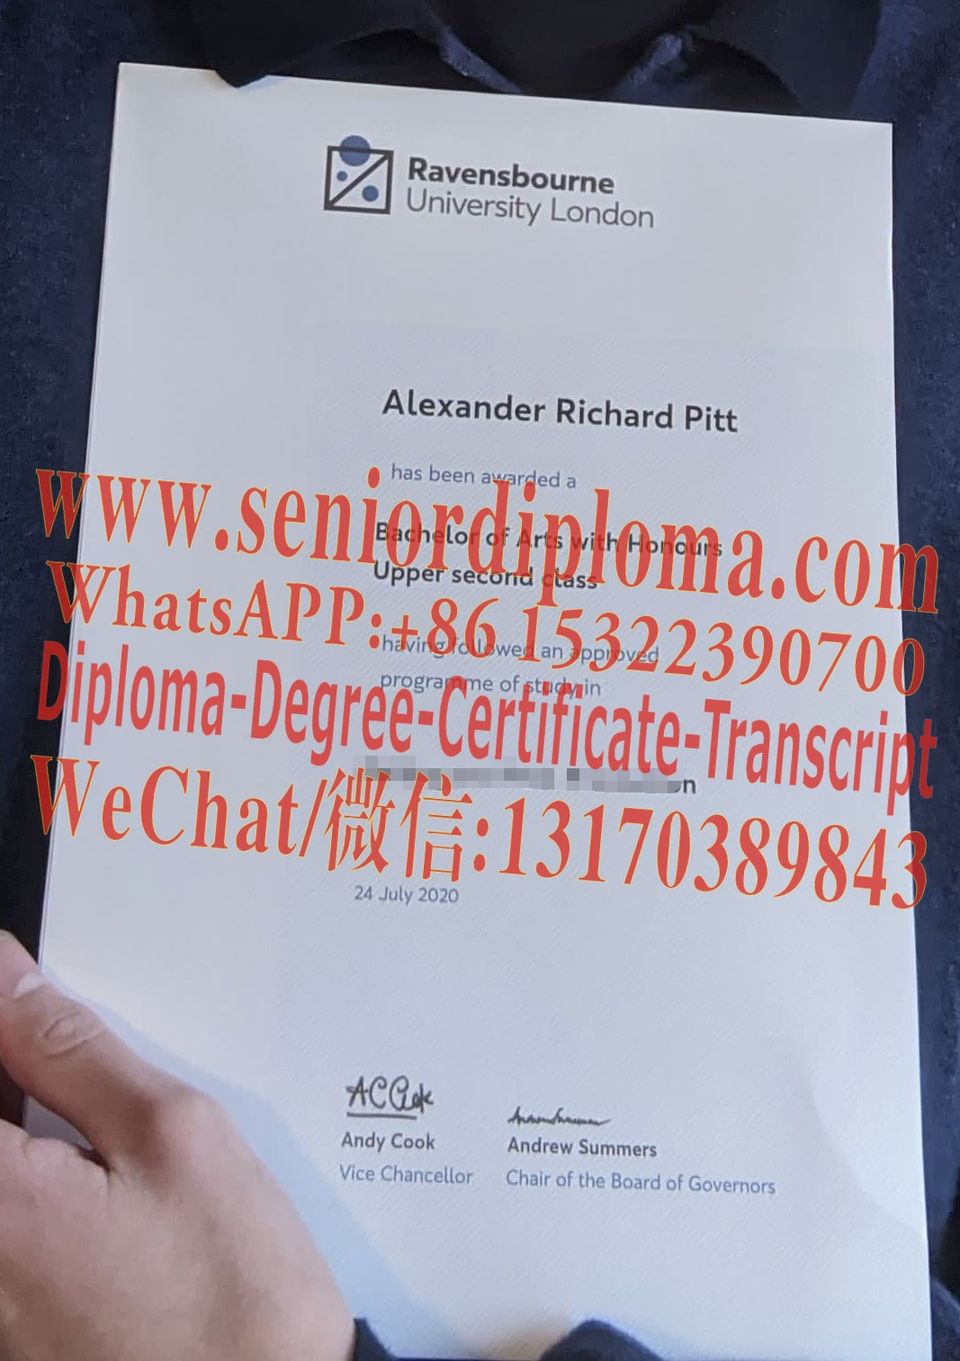 Ravensbourne
University London
Alexander Richard Pitt
has been awarded a
www.seniordiploma.com
Bachelor of Arts with Honours
Upper second class
WhatsAPP:+86 15322390700
having followed an approved
programme of study in
Diploma-Degree-Certificate-Transcript
WeChat/微信:13170389843
24 July 2020
Andy Cook
Vice Chancellor
Andrew Summers
Chair of the Board of Governors